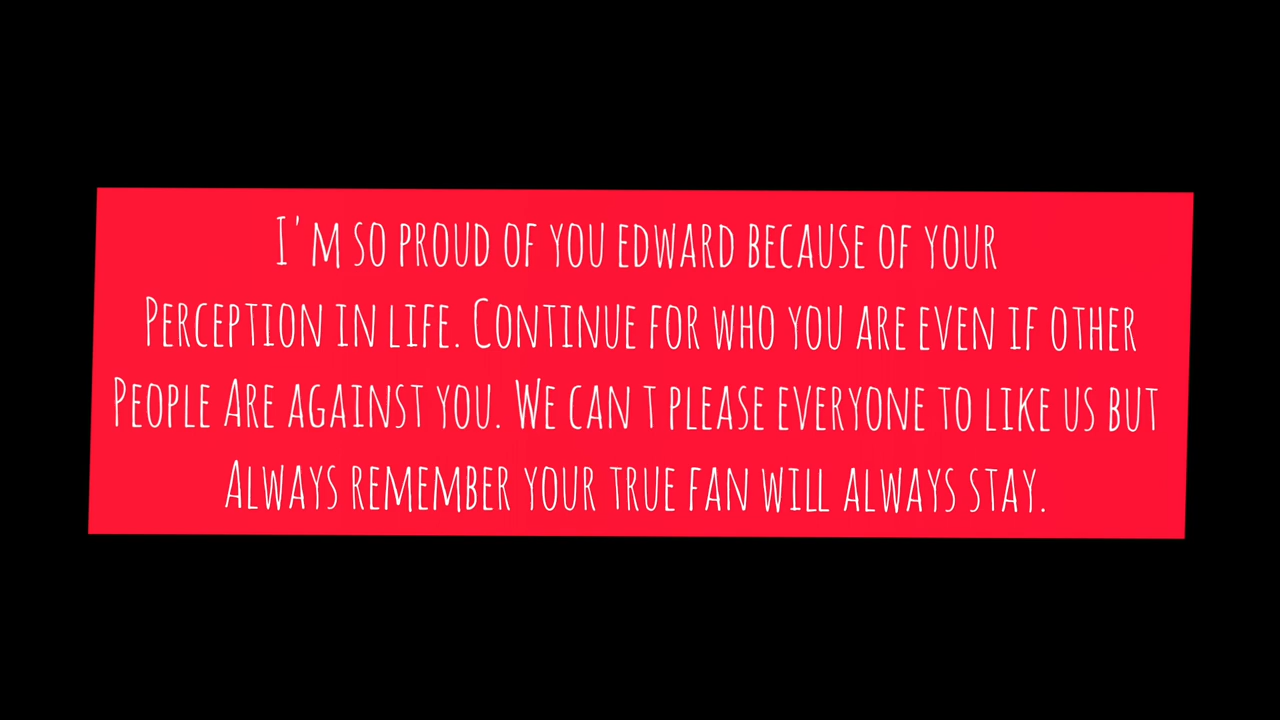 I'm so proud of you edward because of your
Perception in life. Continue for who you are even if other
People Are against you. We can t please everyone to like us but
Always remember your true fan will always stay.